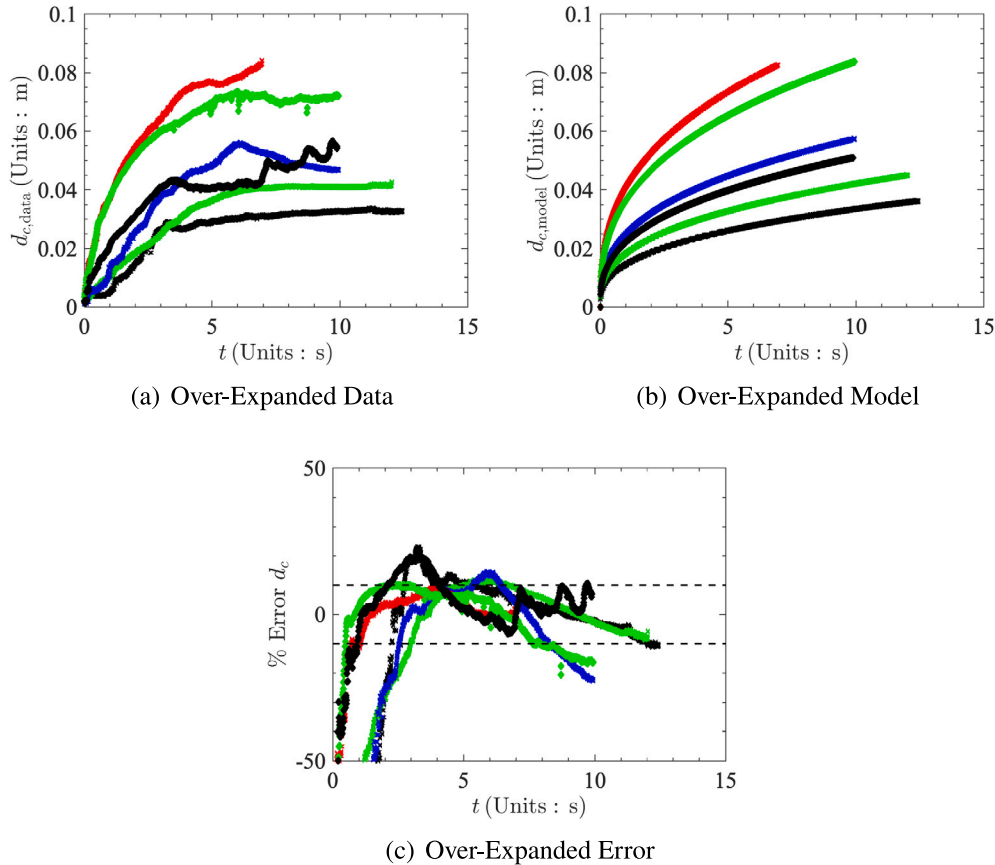 0.1
0.08
0.06
0.04
0.02
0
d_{c,data} (Units : m)
0 5 10 15
t (Units : s)
(a) Over-Expanded Data
0.1
0.08
0.06
0.04
0.02
0
d_{c,model} (Units : m)
0 5 10 15
t (Units : s)
(b) Over-Expanded Model
50
0
-50
% Error d_c
0 5 10 15
t (Units : s)
(c) Over-Expanded Error